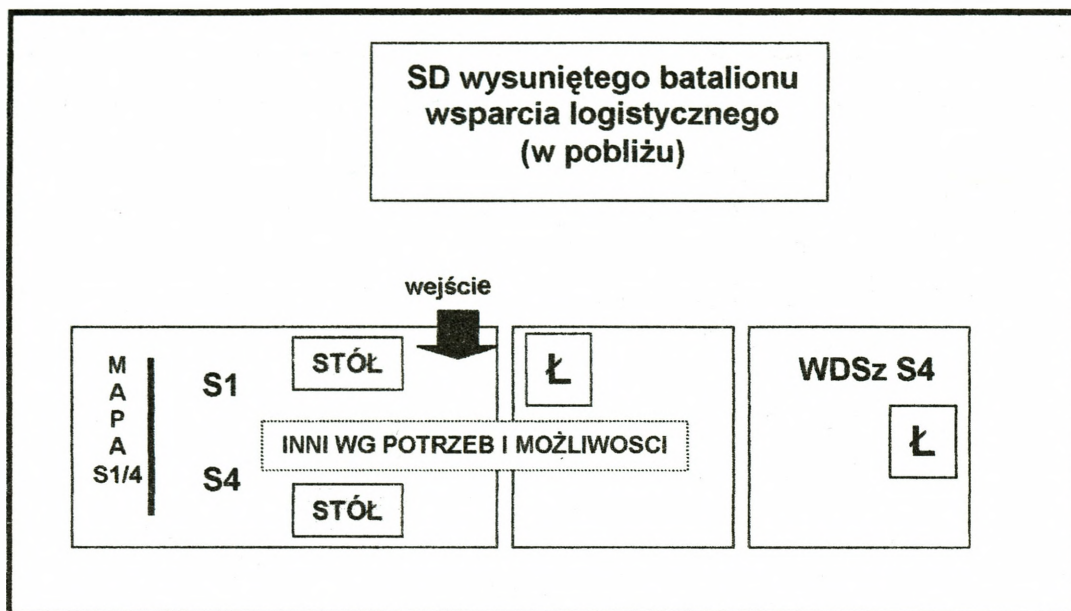 SD wysuniętego batalionu
wsparcia logistycznego
(w pobliżu)
wejście
MAPA
S1/4
S1
STÓŁ
Ł
WDSz S4
Ł
INNI WG POTRZEB I MOŻLIWOSCI
S4
STÓŁ